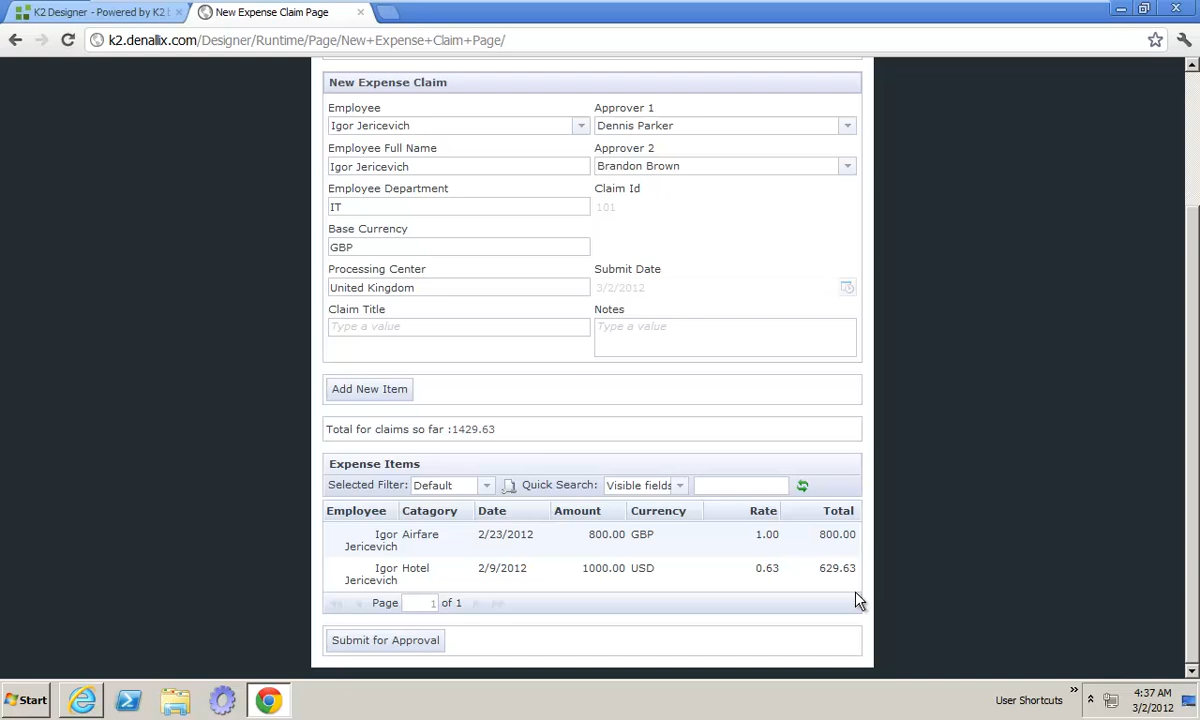 K2 Designer - Powered by K2
New Expense Claim Page
k2.denallix.com/Designer/Runtime/Page/New+Expense+Claim+Page/
New Expense Claim
Employee Approver 1
Igor Jericevich Dennis Parker
Employee Full Name Approver 2
Igor Jericevich Brandon Brown
Employee Department Claim Id
IT 101
Base Currency
GBP
Processing Center Submit Date
United Kingdom 3/2/2012
Claim Title Notes
Type a value Type a value
Add New Item
Total for claims so far :1429.63
Expense Items
Selected Filter: Default Quick Search: Visible fields
Employee Catagory Date Amount Currency Rate Total
Igor Airfare 2/23/2012 800.00 GBP 1.00 800.00
Jericevich
Igor Hotel 2/9/2012 1000.00 USD 0.63 629.63
Jericevich
Page 1 of 1
Submit for Approval
Start
User Shortcuts
4:37 AM
3/2/2012